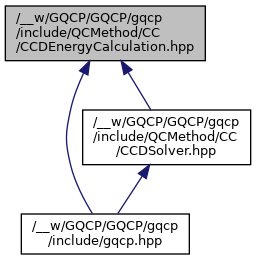 /__w/GQCP/GQCP/gqcp
/include/QCMethod/CC
/CCDEnergyCalculation.hpp
/__w/GQCP/GQCP/gqcp
/include/QCMethod/CC
/CCDSolver.hpp
/__w/GQCP/GQCP/gqcp
/include/gqcp.hpp